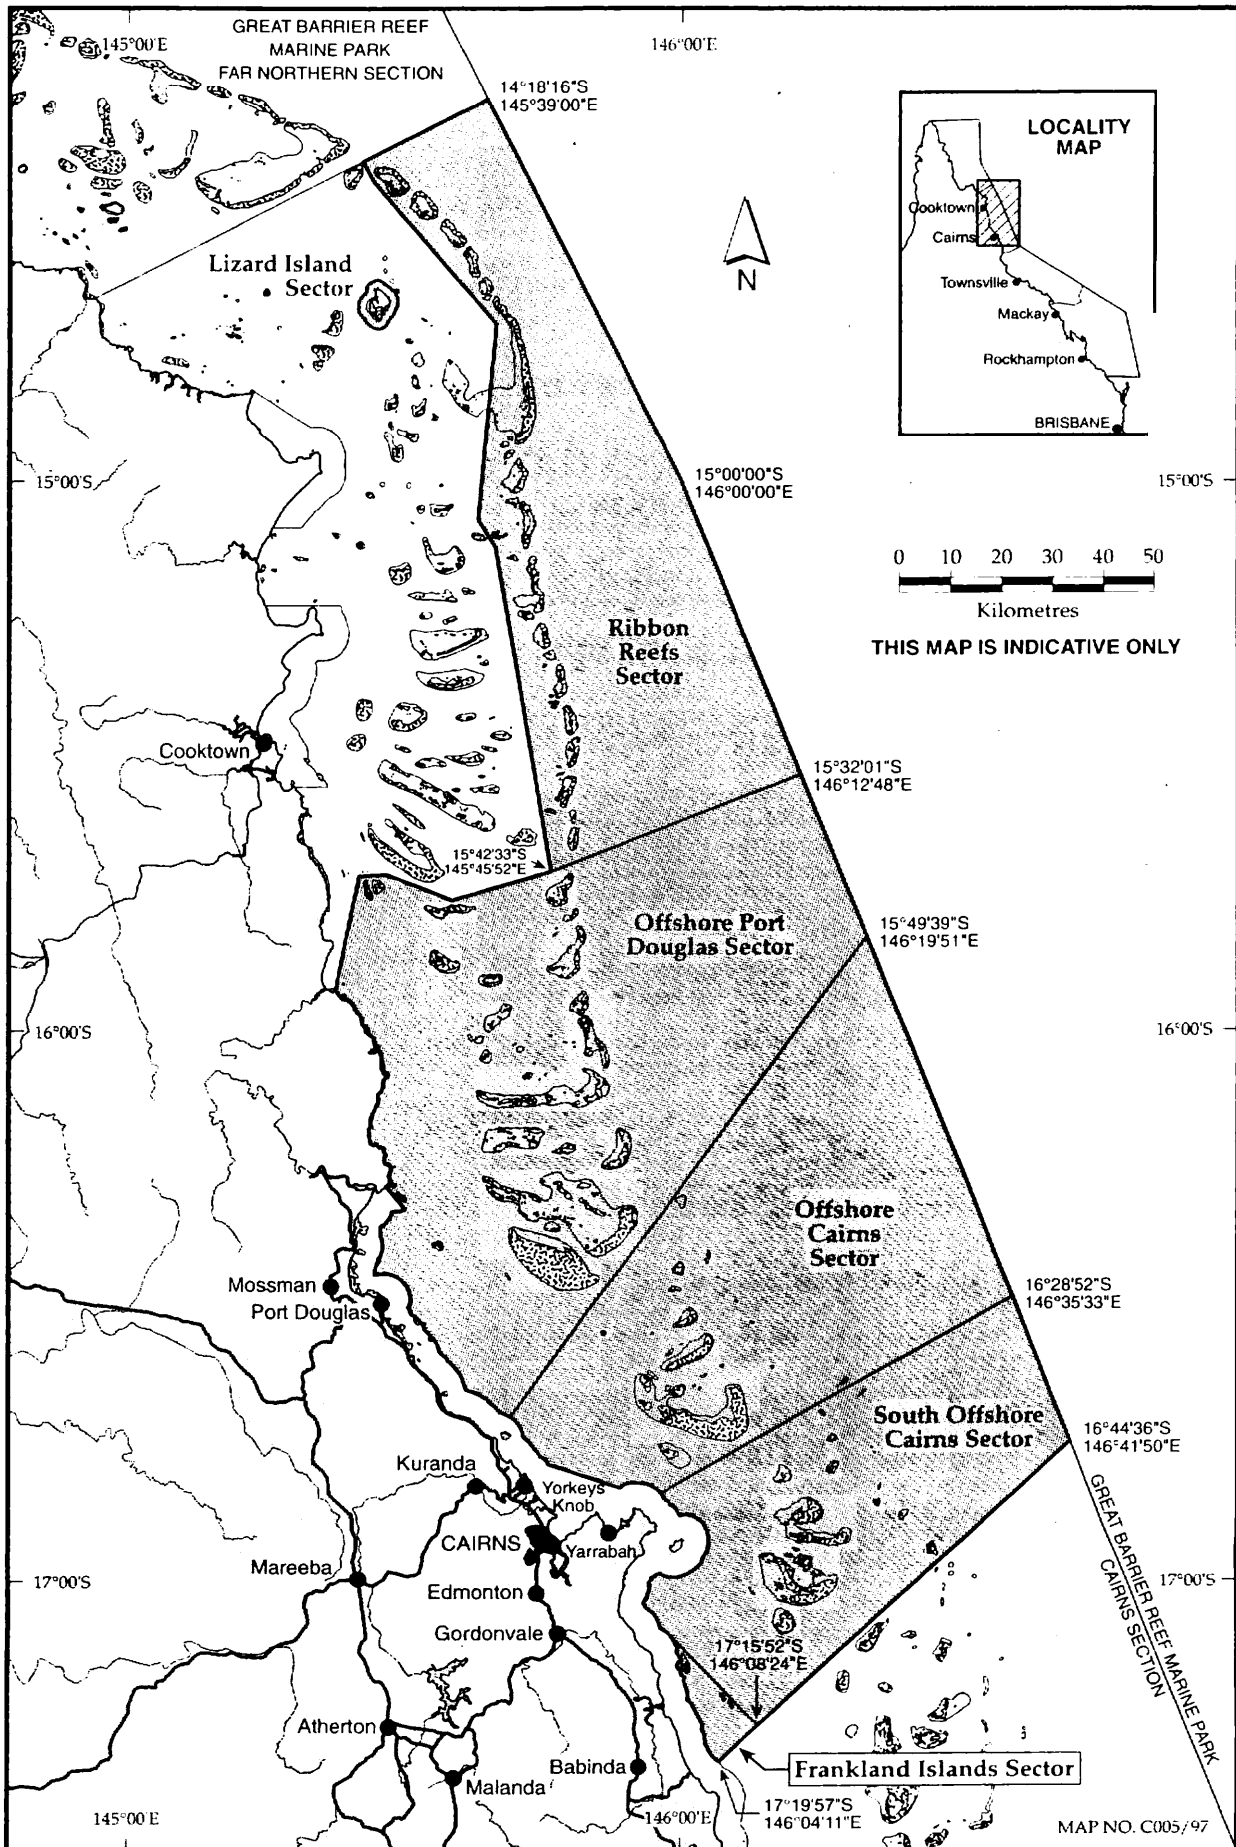 GREAT BARRIER REEF
MARINE PARK
FAR NORTHERN SECTION
145°00'E
146°00'E
14°18'16"S
145°39'00"E
LOCALITY
MAP
Cooktown
Cairns
Townsville
Mackay
Rockhampton
BRISBANE
N
Lizard Island
Sector
15°00'S
15°00'00"S
146°00'00"E
15°00'S
0 10 20 30 40 50
Kilometres
THIS MAP IS INDICATIVE ONLY
Ribbon
Reefs
Sector
Cooktown
15°32'01"S
146°12'48"E
15°42'33"S
145°45'52"E
Offshore Port
Douglas Sector
15°49'39"S
146°19'51"E
16°00'S
16°00'S
Offshore
Cairns
Sector
Mossman
Port Douglas
16°28'52"S
146°35'33"E
South Offshore
Cairns Sector
16°44'36"S
146°41'50"E
Kuranda
Yorkeys
Knob
CAIRNS
Yarrabah
Mareeba
Edmonton
Gordonvale
17°00'S
17°00'S
17°15'52"S
146°08'24"E
GREAT BARRIER REEF MARINE PARK
CAIRNS SECTION
Atherton
Malanda
Babinda
Frankland Islands Sector
17°19'57"S
146°04'11"E
145°00'E
146°00'E
MAP NO. C005/97